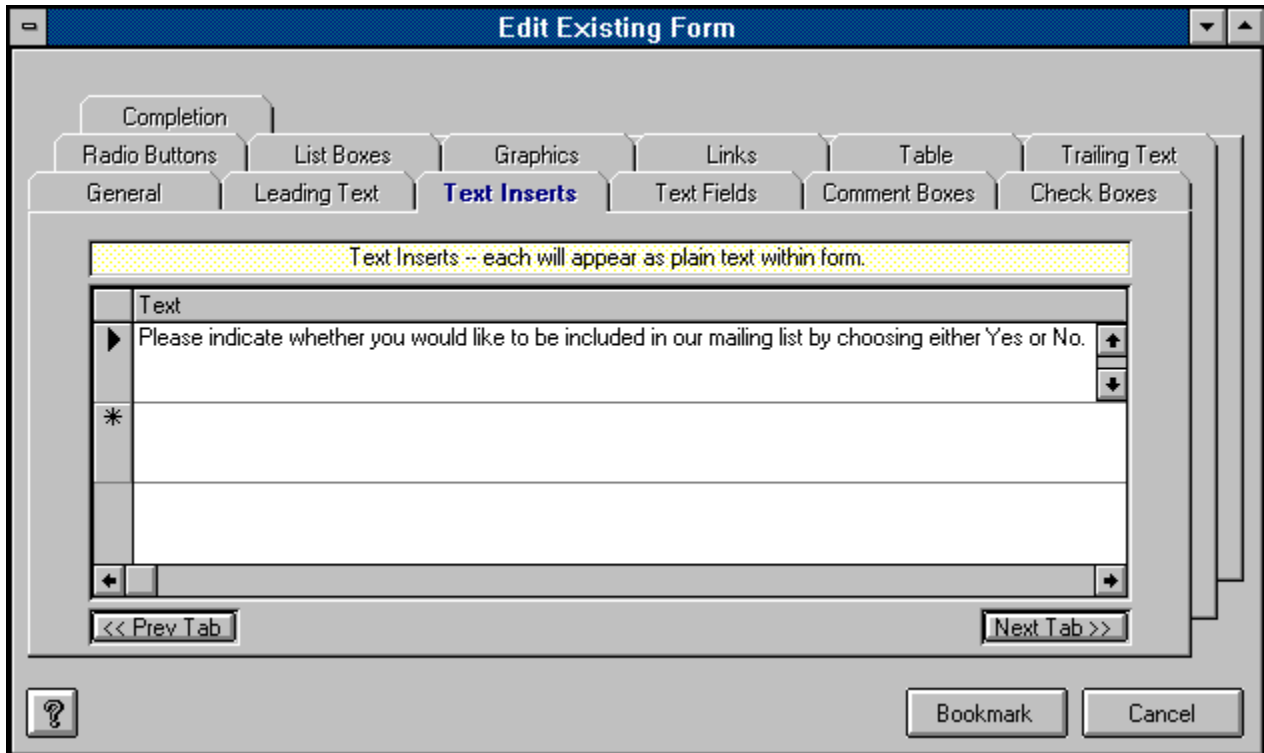 Edit Existing Form
Completion
Radio Buttons List Boxes Graphics Links Table Trailing Text
General Leading Text Text Inserts Text Fields Comment Boxes Check Boxes
Text Inserts -- each will appear as plain text within form.
Text
Please indicate whether you would like to be included in our mailing list by choosing either Yes or No.
<< Prev Tab Next Tab >>
? Bookmark Cancel